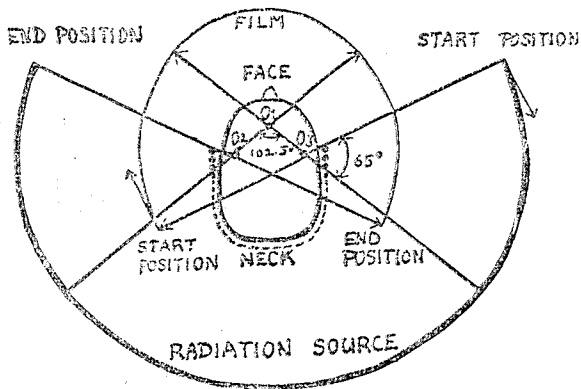 FILM
END POSITION
START POSITION
FACE
O1
O2
O3
102.5°
65°
START
POSITION
NECK
END
POSITION
RADIATION SOURCE